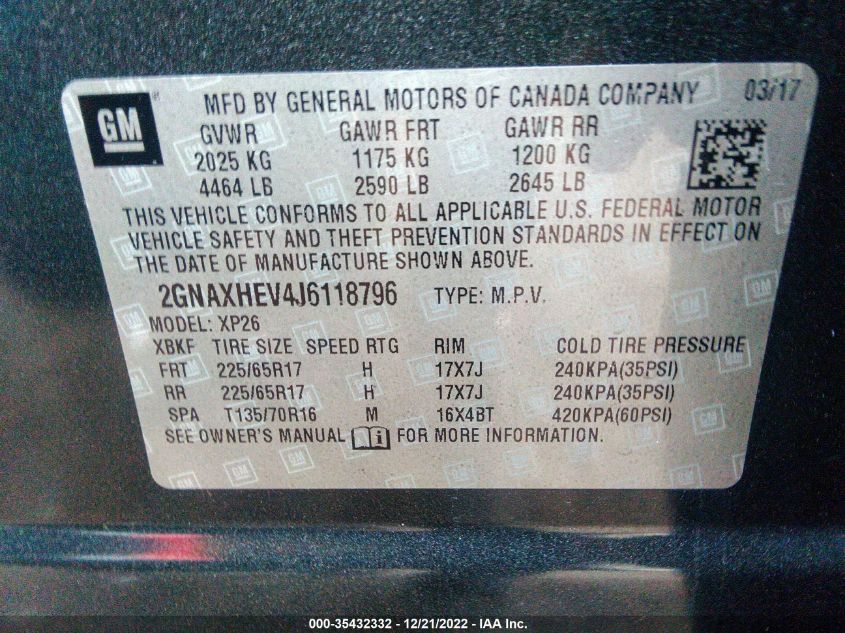 GM
MFD BY GENERAL MOTORS OF CANADA COMPANY 03/17
GVWR GAWR FRT GAWR RR
2025 KG 1175 KG 1200 KG
4464 LB 2590 LB 2645 LB
THIS VEHICLE CONFORMS TO ALL APPLICABLE U.S. FEDERAL MOTOR
VEHICLE SAFETY AND THEFT PREVENTION STANDARDS IN EFFECT ON
THE DATE OF MANUFACTURE SHOWN ABOVE.
2GNAXHEV4J6118796 TYPE: M.P.V.
MODEL: XP26
XBKF TIRE SIZE SPEED RTG RIM COLD TIRE PRESSURE
FRT 225/65R17 H 17X7J 240KPA(35PSI)
RR 225/65R17 H 17X7J 240KPA(35PSI)
SPA T135/70R16 M 16X4BT 420KPA(60PSI)
SEE OWNER'S MANUAL i FOR MORE INFORMATION.
000-35432332 - 12/21/2022 - IAA Inc.